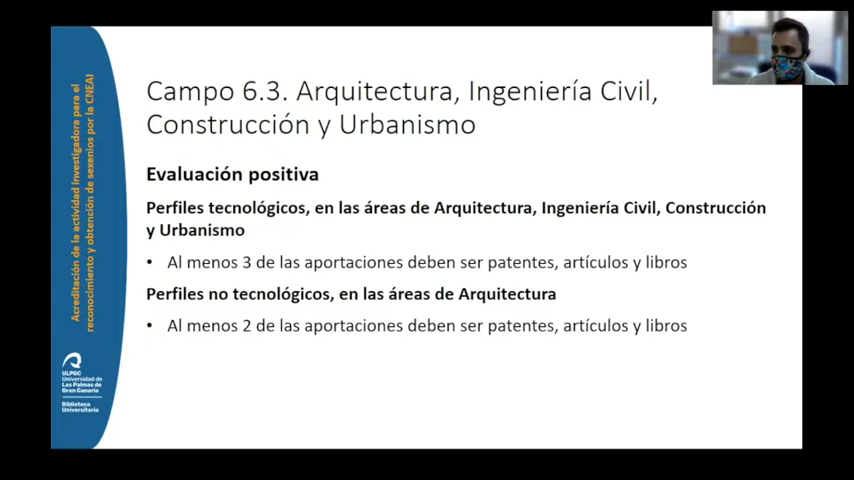 Campo 6.3. Arquitectura, Ingeniería Civil,
Construcción y Urbanismo
Evaluación positiva
Perfiles tecnológicos, en las áreas de Arquitectura, Ingeniería Civil, Construcción
y Urbanismo
• Al menos 3 de las aportaciones deben ser patentes, artículos y libros
Perfiles no tecnológicos, en las áreas de Arquitectura
• Al menos 2 de las aportaciones deben ser patentes, artículos y libros
Acreditación de la actividad investigadora para el
reconocimiento y obtención de sexenios por la CNEAI
ULPGC
Universidad de
Las Palmas de
Gran Canaria
Biblioteca
Universitaria